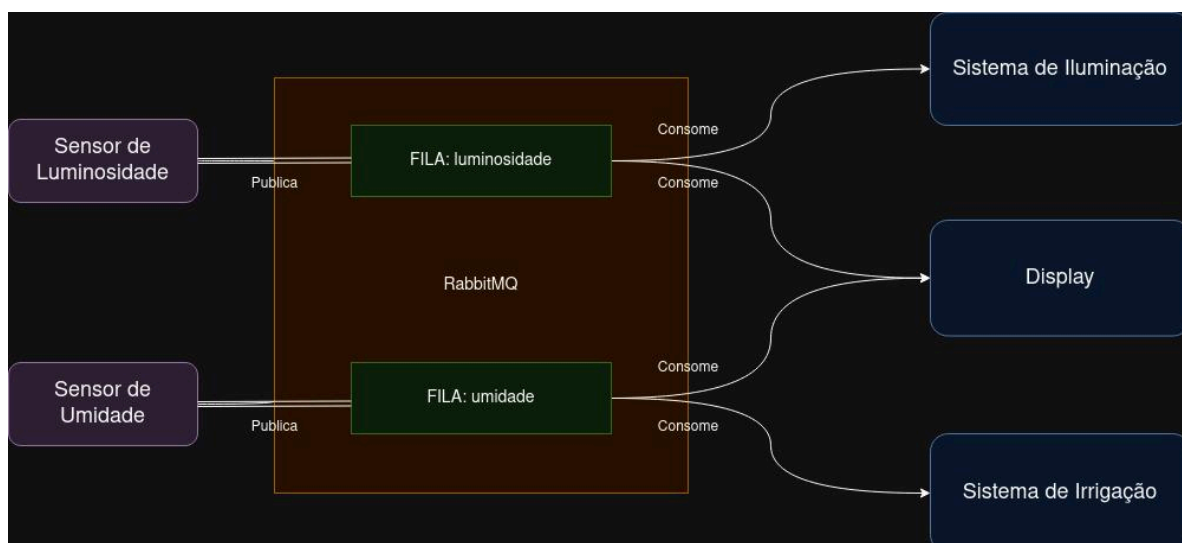 Sistema de Iluminação
Consome
Sensor de
Luminosidade
FILA: luminosidade
Publica
Consome
RabbitMQ
Display
Consome
Sensor de
Umidade
FILA: umidade
Publica
Consome
Sistema de Irrigação